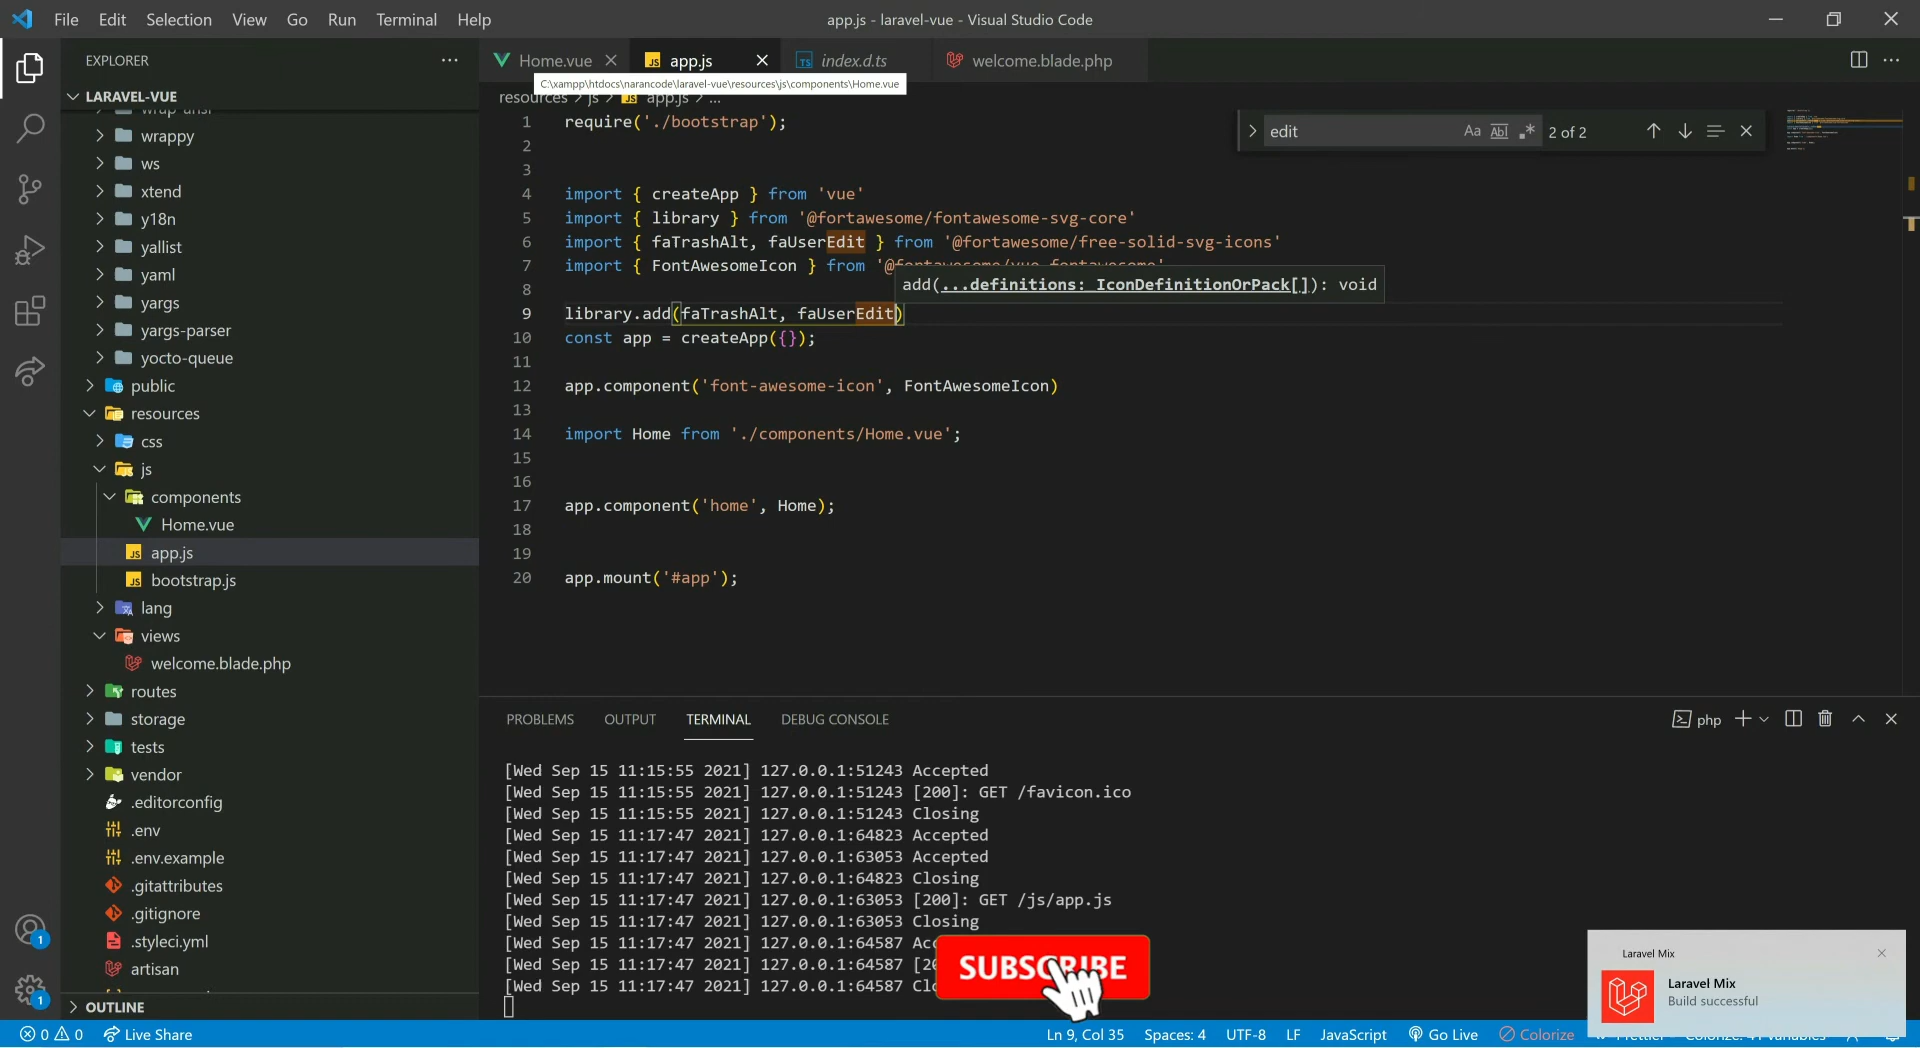 File Edit Selection View Go Run Terminal Help
app.js - laravel-vue - Visual Studio Code
EXPLORER
LARAVEL-VUE
wrap-ansi
wrappy
ws
xtend
y18n
yallist
yaml
yargs
yargs-parser
yocto-queue
public
resources
css
js
components
Home.vue
app.js
bootstrap.js
lang
views
welcome.blade.php
routes
storage
tests
vendor
.editorconfig
.env
.env.example
.gitattributes
.gitignore
.styleci.yml
artisan
OUTLINE
Home.vue
app.js
index.d.ts
welcome.blade.php
C:\xampp\htdocs\narancode\laravel-vue\resources\js\components\Home.vue
resources > js > app.js > ...
edit
Aa Abl .* 2 of 2
1 require('./bootstrap');
2
3
4 import { createApp } from 'vue'
5 import { library } from '@fortawesome/fontawesome-svg-core'
6 import { faTrashAlt, faUserEdit } from '@fortawesome/free-solid-svg-icons'
7 import { FontAwesomeIcon } from '@fortawesome/vue-fontawesome'
add(...definitions: IconDefinitionOrPack[]): void
8
9 library.add(faTrashAlt, faUserEdit)
10 const app = createApp({});
11
12 app.component('font-awesome-icon', FontAwesomeIcon)
13
14 import Home from './components/Home.vue';
15
16
17 app.component('home', Home);
18
19
20 app.mount('#app');
PROBLEMS OUTPUT TERMINAL DEBUG CONSOLE
php
[Wed Sep 15 11:15:55 2021] 127.0.0.1:51243 Accepted
[Wed Sep 15 11:15:55 2021] 127.0.0.1:51243 [200]: GET /favicon.ico
[Wed Sep 15 11:15:55 2021] 127.0.0.1:51243 Closing
[Wed Sep 15 11:17:47 2021] 127.0.0.1:64823 Accepted
[Wed Sep 15 11:17:47 2021] 127.0.0.1:63053 Accepted
[Wed Sep 15 11:17:47 2021] 127.0.0.1:64823 Closing
[Wed Sep 15 11:17:47 2021] 127.0.0.1:63053 [200]: GET /js/app.js
[Wed Sep 15 11:17:47 2021] 127.0.0.1:63053 Closing
[Wed Sep 15 11:17:47 2021] 127.0.0.1:64587 Ac
[Wed Sep 15 11:17:47 2021] 127.0.0.1:64587 [20
[Wed Sep 15 11:17:47 2021] 127.0.0.1:64587 Cl
SUBSCRIBE
Laravel Mix
Laravel Mix
Build successful
1
1
0 0 Live Share
Ln 9, Col 35 Spaces: 4 UTF-8 LF JavaScript Go Live Colorize